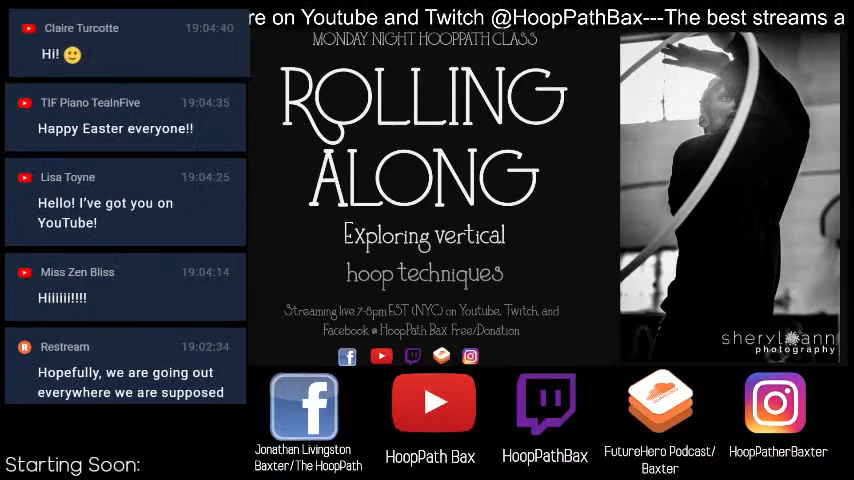 re on Youtube and Twitch @HoopPathBax---The best streams a
Claire Turcotte 19:04:40
Hi! 🙂
TIF Piano TeaInFive 19:04:35
Happy Easter everyone!!
Lisa Toyne 19:04:25
Hello! I've got you on
YouTube!
Miss Zen Bliss 19:04:14
Hiiiiii!!!!
Restream 19:02:34
Hopefully, we are going out
everywhere we are supposed
MONDAY NIGHT HOOPPATH CLASS
ROLLING
ALONG
Exploring vertical
hoop techniques
Streaming live 7-8pm EST (NYC) on Youtube, Twitch, and
Facebook @ HoopPath Bax Free/Donation
sheryl ann
photography
Jonathan Livingston
Baxter/The HoopPath
HoopPath Bax
HoopPathBax
FutureHero Podcast/
Baxter
HoopPatherBaxter
Starting Soon: